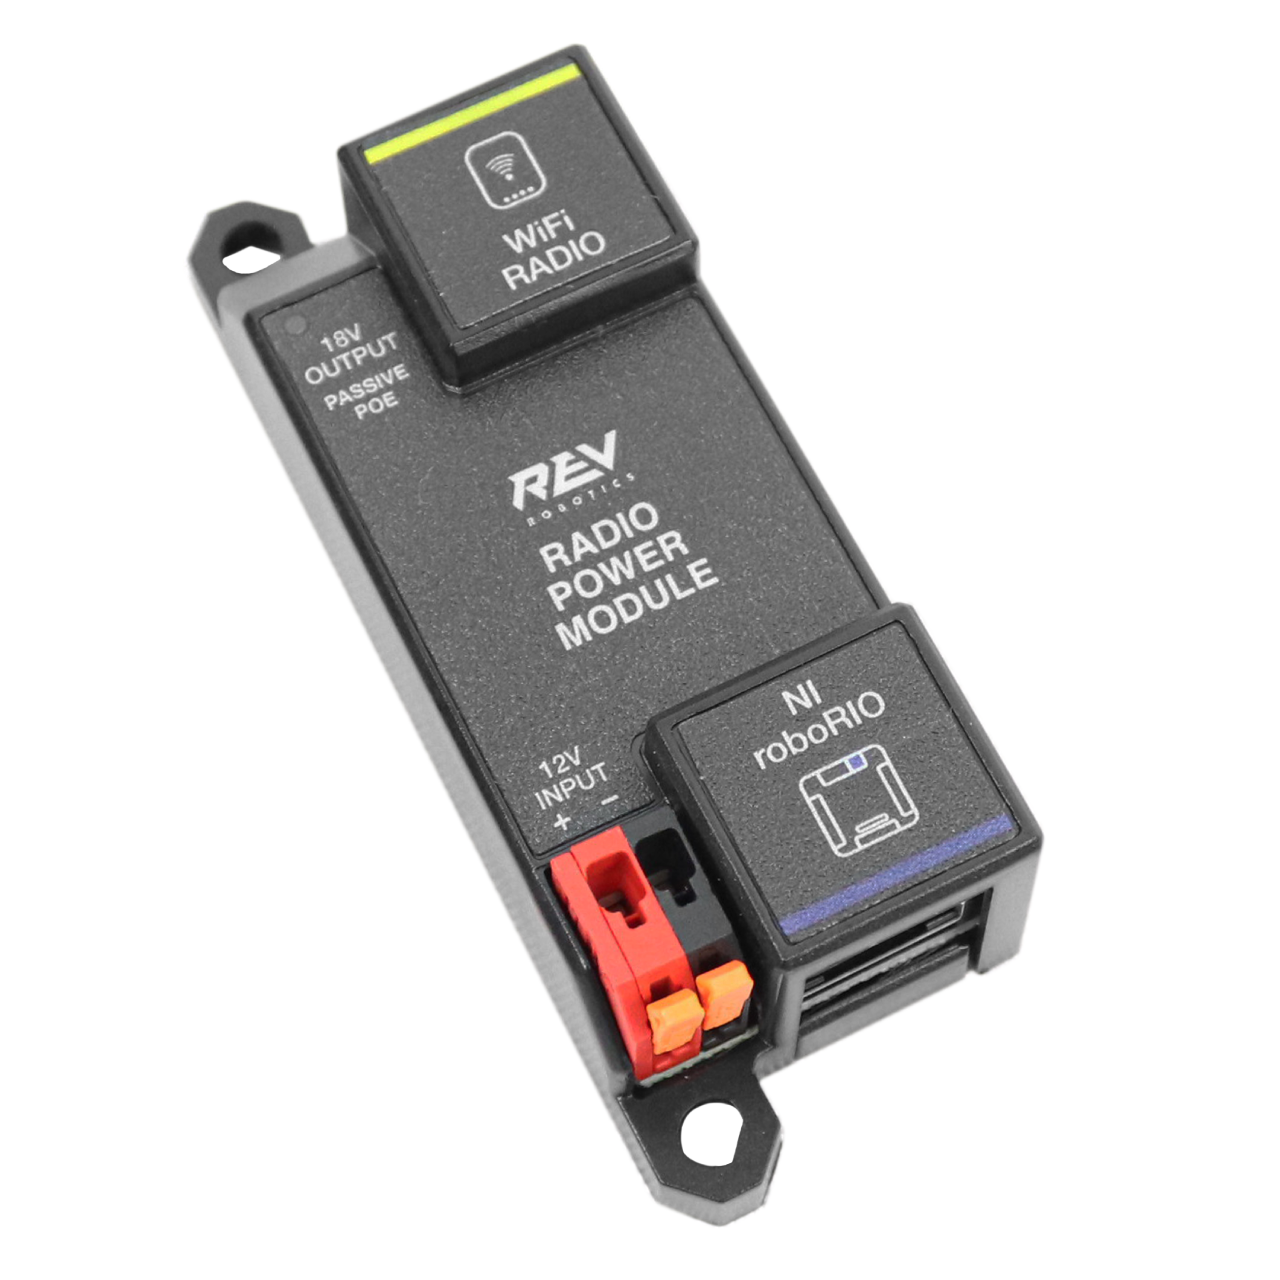 WiFi
RADIO
18V
OUTPUT
PASSIVE
POE
REV
ROBOTICS
RADIO
POWER
MODULE
NI
roboRIO
12V
INPUT
+ −